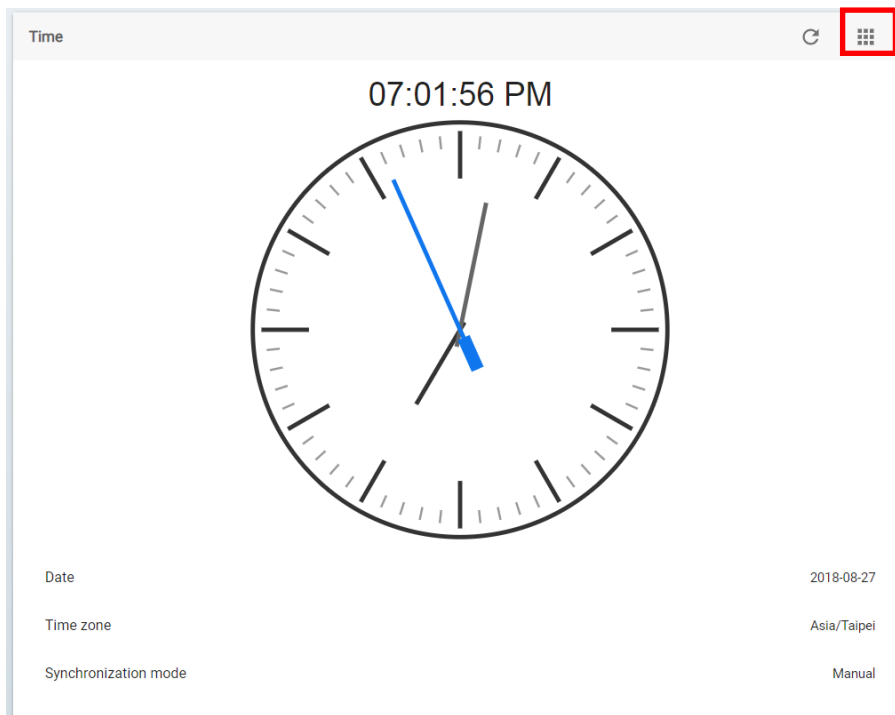 Time
07:01:56 PM
Date 2018-08-27
Time zone Asia/Taipei
Synchronization mode Manual